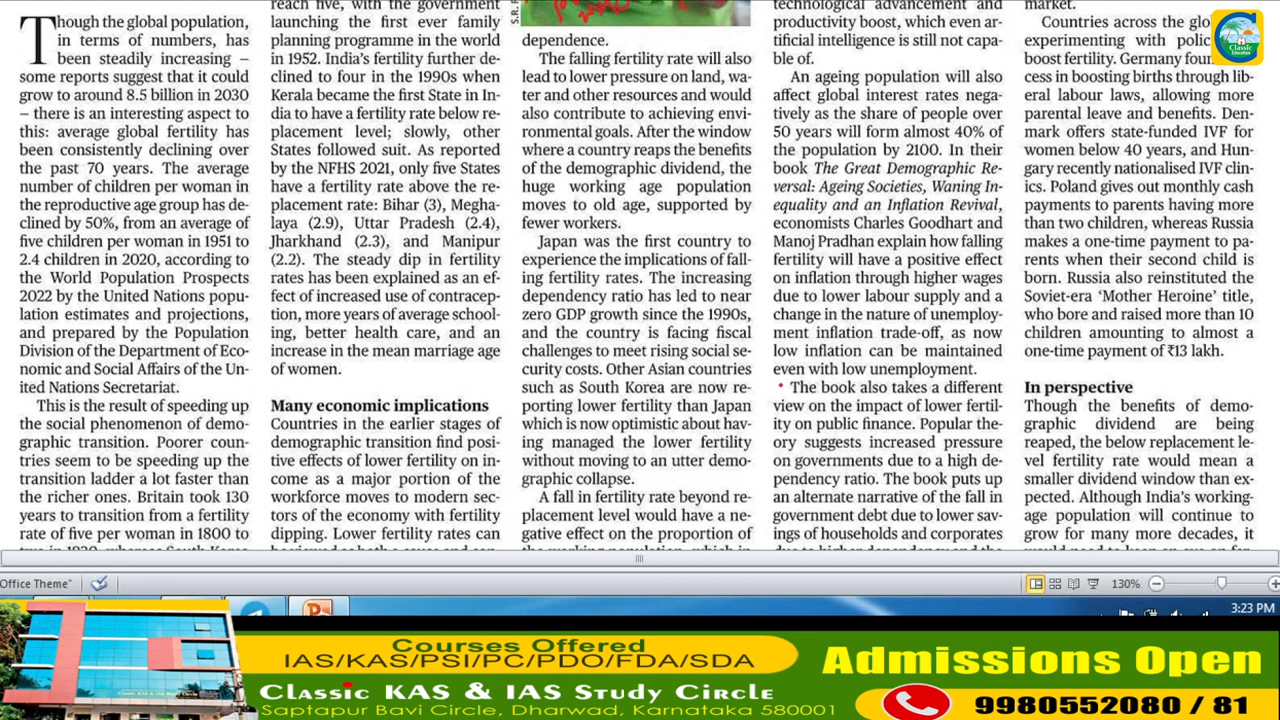 Though the global population,
in terms of numbers, has
been steadily increasing –
some reports suggest that it could
grow to around 8.5 billion in 2030
– there is an interesting aspect to
this: average global fertility has
been consistently declining over
the past 70 years. The average
number of children per woman in
the reproductive age group has de-
clined by 50%, from an average of
five children per woman in 1951 to
2.4 children in 2020, according to
the World Population Prospects
2022 by the United Nations popu-
lation estimates and projections,
and prepared by the Population
Division of the Department of Eco-
nomic and Social Affairs of the Un-
ited Nations Secretariat.
This is the result of speeding up
the social phenomenon of demo-
graphic transition. Poorer coun-
tries seem to be speeding up the
transition ladder a lot faster than
the richer ones. Britain took 130
years to transition from a fertility
rate of five per woman in 1800 to
reach five, with the government
launching the first ever family
planning programme in the world
in 1952. India's fertility further de-
clined to four in the 1990s when
Kerala became the first State in In-
dia to have a fertility rate below re-
placement level; slowly, other
States followed suit. As reported
by the NFHS 2021, only five States
have a fertility rate above the re-
placement rate: Bihar (3), Megha-
laya (2.9), Uttar Pradesh (2.4),
Jharkhand (2.3), and Manipur
(2.2). The steady dip in fertility
rates has been explained as an ef-
fect of increased use of contracep-
tion, more years of average school-
ing, better health care, and an
increase in the mean marriage age
of women.
Many economic implications
Countries in the earlier stages of
demographic transition find posi-
tive effects of lower fertility on in-
come as a major portion of the
workforce moves to modern sec-
tors of the economy with fertility
dipping. Lower fertility rates can
dependence.
The falling fertility rate will also
lead to lower pressure on land, wa-
ter and other resources and would
also contribute to achieving envi-
ronmental goals. After the window
where a country reaps the benefits
of the demographic dividend, the
huge working age population
moves to old age, supported by
fewer workers.
Japan was the first country to
experience the implications of fall-
ing fertility rates. The increasing
dependency ratio has led to near
zero GDP growth since the 1990s,
and the country is facing fiscal
challenges to meet rising social se-
curity costs. Other Asian countries
such as South Korea are now re-
porting lower fertility than Japan
which is now optimistic about hav-
ing managed the lower fertility
without moving to an utter demo-
graphic collapse.
A fall in fertility rate beyond re-
placement level would have a ne-
gative effect on the proportion of
technological advancement and
productivity boost, which even ar-
tificial intelligence is still not capa-
ble of.
An ageing population will also
affect global interest rates nega-
tively as the share of people over
50 years will form almost 40% of
the population by 2100. In their
book The Great Demographic Re-
versal: Ageing Societies, Waning In-
equality and an Inflation Revival,
economists Charles Goodhart and
Manoj Pradhan explain how falling
fertility will have a positive effect
on inflation through higher wages
due to lower labour supply and a
change in the nature of unemploy-
ment inflation trade-off, as now
low inflation can be maintained
even with low unemployment.
The book also takes a different
view on the impact of lower fertil-
ity on public finance. Popular the-
ory suggests increased pressure
on governments due to a high de-
pendency ratio. The book puts up
an alternate narrative of the fall in
government debt due to lower sav-
ings of households and corporates
market.
Countries across the
experimenting with
boost fertility. Germany
cess in boosting births through lib-
eral labour laws, allowing more
parental leave and benefits. Den-
mark offers state-funded IVF for
women below 40 years, and Hun-
gary recently nationalised IVF clin-
ics. Poland gives out monthly cash
payments to parents having more
than two children, whereas Russia
makes a one-time payment to pa-
rents when their second child is
born. Russia also reinstituted the
Soviet-era 'Mother Heroine' title,
who bore and raised more than 10
children amounting to almost a
one-time payment of ₹13 lakh.
In perspective
Though the benefits of demo-
graphic dividend are being
reaped, the below replacement le-
vel fertility rate would mean a
smaller dividend window than ex-
pected. Although India's working-
age population will continue to
grow for many more decades, it
Classic
Education
Office Theme"
130%
3:23 PM
Courses Offered
IAS/KAS/PSI/PC/PDO/FDA/SDA
Classic KAS & IAS Study Circle
Saptapur Bavi Circle, Dharwad, Karnataka 580001
Admissions Open
9980552080 / 81